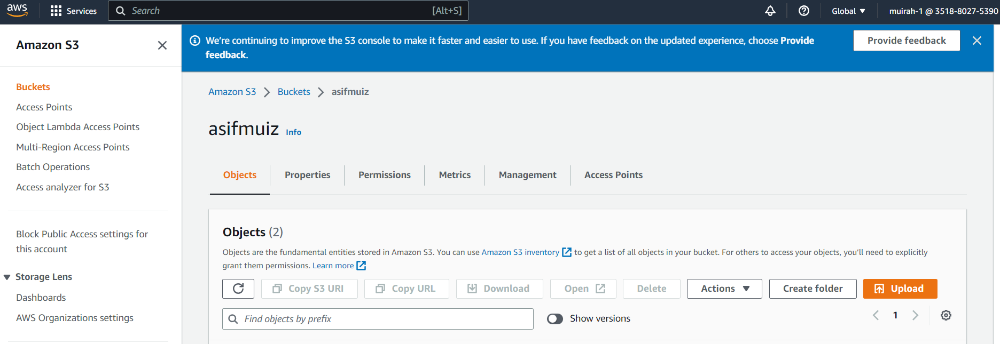 aws
Services
Search
[Alt+S]
Global
muirah-1 @ 3518-8027-5390
Amazon S3
We're continuing to improve the S3 console to make it faster and easier to use. If you have feedback on the updated experience, choose Provide
feedback.
Provide feedback
Buckets
Access Points
Object Lambda Access Points
Multi-Region Access Points
Batch Operations
Access analyzer for S3
Block Public Access settings for
this account
Storage Lens
Dashboards
AWS Organizations settings
Amazon S3 > Buckets > asifmuiz
asifmuiz Info
Objects
Properties
Permissions
Metrics
Management
Access Points
Objects (2)
Objects are the fundamental entities stored in Amazon S3. You can use Amazon S3 inventory to get a list of all objects in your bucket. For others to access your objects, you'll need to explicitly
grant them permissions. Learn more
Copy S3 URI
Copy URL
Download
Open
Delete
Actions
Create folder
Upload
Find objects by prefix
Show versions
1